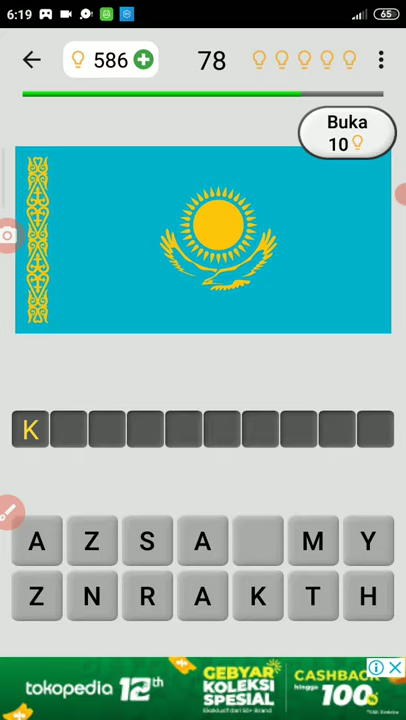 6:19
65
586
78
Buka
10
K
A Z S A M Y
Z N R A K T H
tokopedia 12th
GEBYAR
KOLEKSI
SPESIAL
CASHBACK
hingga
100%